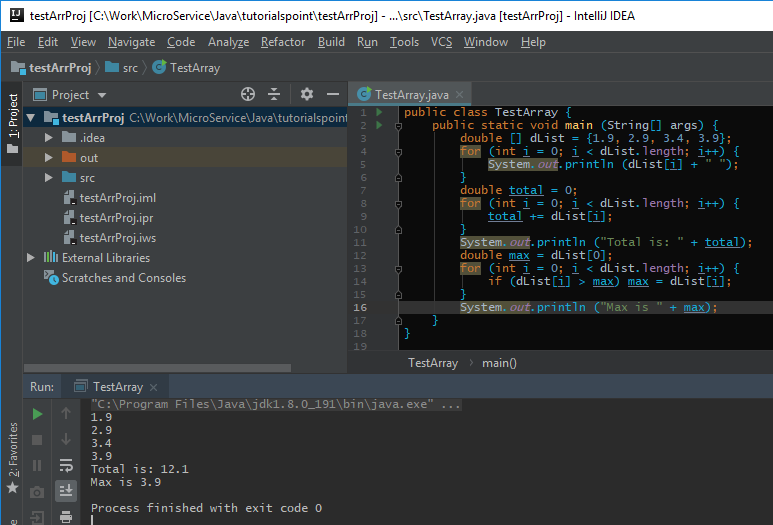 testArrProj [C:\Work\MicroService\Java\tutorialspoint\testArrProj] - ...\src\TestArray.java [testArrProj] - IntelliJ IDEA
File Edit View Navigate Code Analyze Refactor Build Run Tools VCS Window Help
testArrProj src TestArray
1: Project
Project
testArrProj C:\Work\MicroService\Java\tutorialspoint
.idea
out
src
testArrProj.iml
testArrProj.ipr
testArrProj.iws
External Libraries
Scratches and Consoles
TestArray.java
1 public class TestArray {
2 public static void main (String[] args) {
3 double [] dList = {1.9, 2.9, 3.4, 3.9};
4 for (int i = 0; i < dList.length; i++) {
5 System.out.println (dList[i] + " ");
6 }
7 double total = 0;
8 for (int i = 0; i < dList.length; i++) {
9 total += dList[i];
10 }
11 System.out.println ("Total is: " + total);
12 double max = dList[0];
13 for (int i = 0; i < dList.length; i++) {
14 if (dList[i] > max) max = dList[i];
15 }
16 System.out.println ("Max is " + max);
17 }
18 }
19
TestArray main()
Run: TestArray
2: Favorites
"C:\Program Files\Java\jdk1.8.0_191\bin\java.exe" ...
1.9
2.9
3.4
3.9
Total is: 12.1
Max is 3.9
Process finished with exit code 0